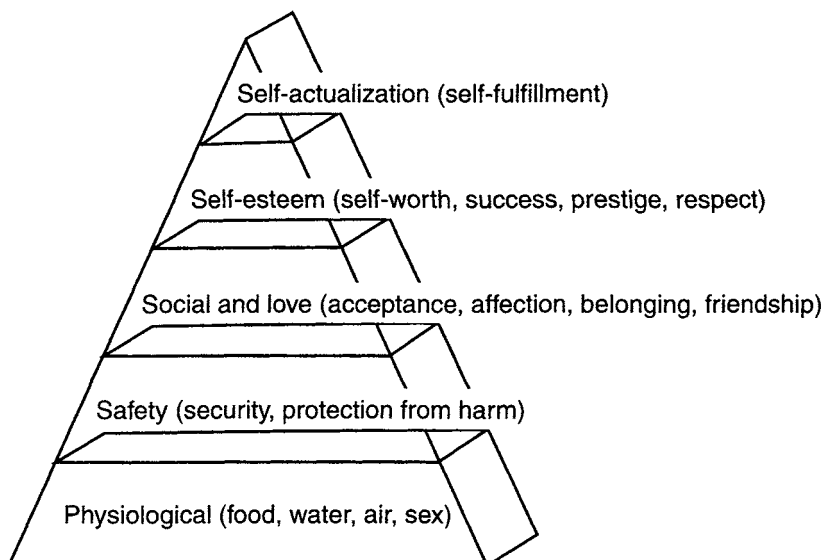 Self-actualization (self-fulfillment)
Self-esteem (self-worth, success, prestige, respect)
Social and love (acceptance, affection, belonging, friendship)
Safety (security, protection from harm)
Physiological (food, water, air, sex)